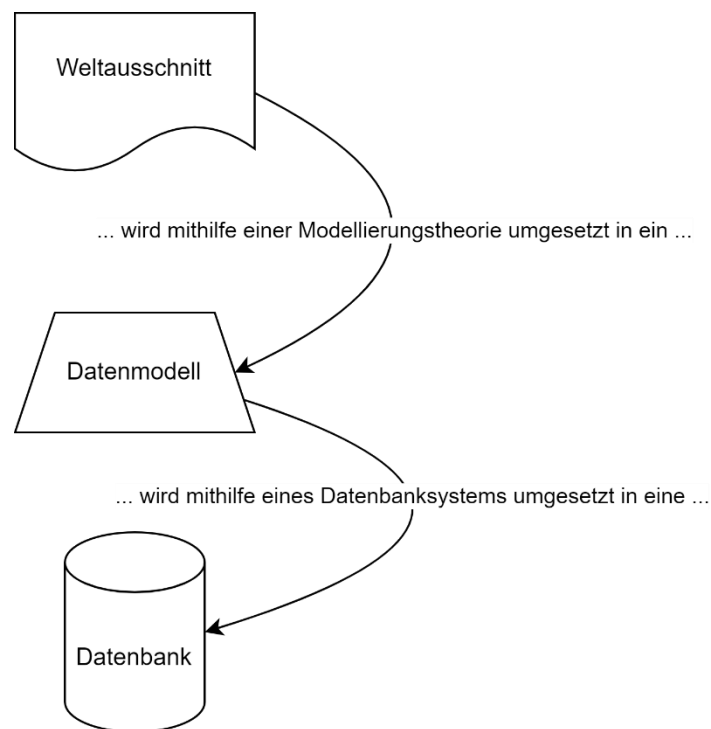 Weltausschnitt
... wird mithilfe einer Modellierungstheorie umgesetzt in ein ...
Datenmodell
... wird mithilfe eines Datenbanksystems umgesetzt in eine ...
Datenbank